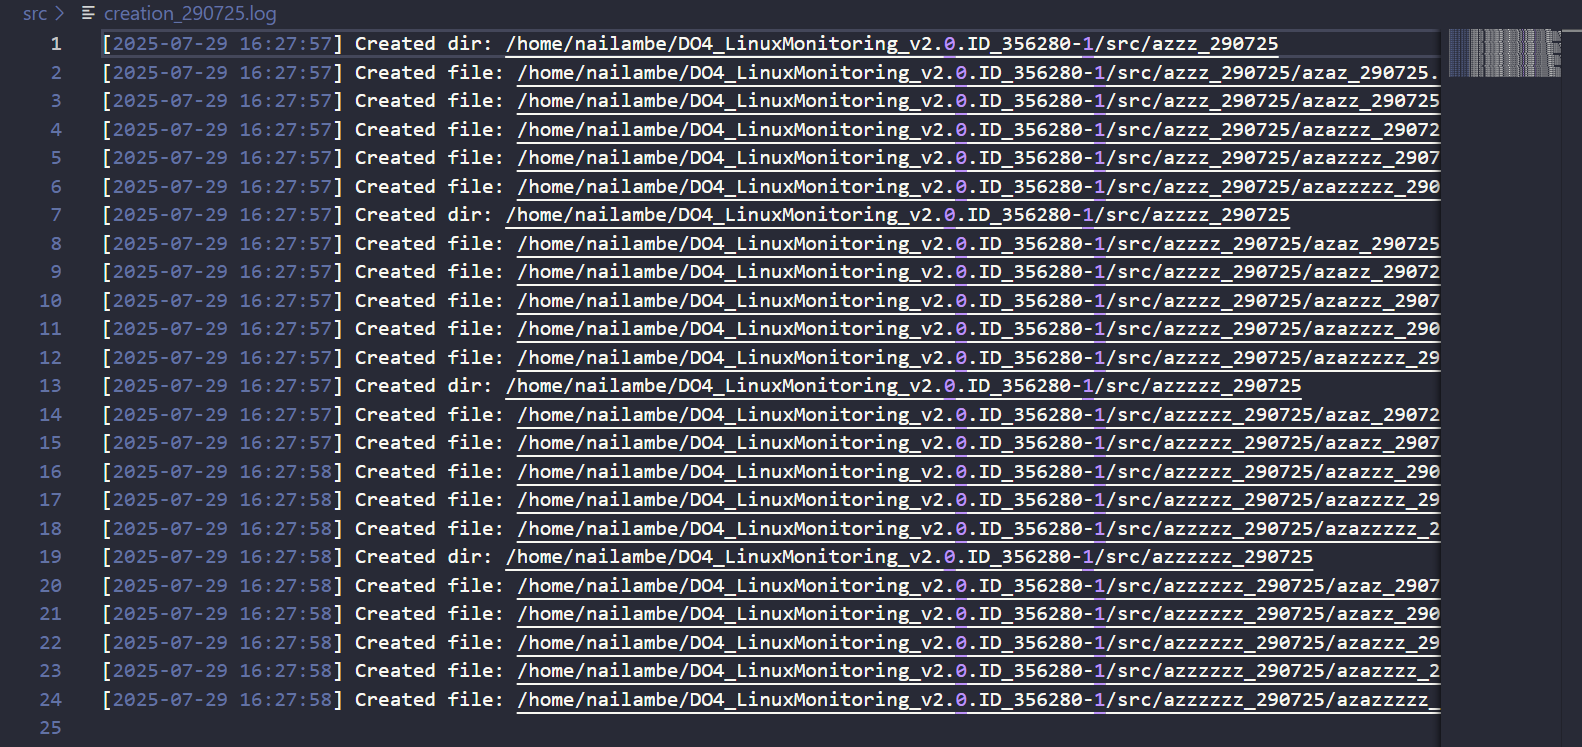 src > creation_290725.log
1 [2025-07-29 16:27:57] Created dir: /home/nailambe/DO4_LinuxMonitoring_v2.0.ID_356280-1/src/azzz_290725
2 [2025-07-29 16:27:57] Created file: /home/nailambe/DO4_LinuxMonitoring_v2.0.ID_356280-1/src/azzz_290725/azaz_290725.
3 [2025-07-29 16:27:57] Created file: /home/nailambe/DO4_LinuxMonitoring_v2.0.ID_356280-1/src/azzz_290725/azazz_290725
4 [2025-07-29 16:27:57] Created file: /home/nailambe/DO4_LinuxMonitoring_v2.0.ID_356280-1/src/azzz_290725/azazzz_29072
5 [2025-07-29 16:27:57] Created file: /home/nailambe/DO4_LinuxMonitoring_v2.0.ID_356280-1/src/azzz_290725/azazzzz_2907
6 [2025-07-29 16:27:57] Created file: /home/nailambe/DO4_LinuxMonitoring_v2.0.ID_356280-1/src/azzz_290725/azazzzzz_290
7 [2025-07-29 16:27:57] Created dir: /home/nailambe/DO4_LinuxMonitoring_v2.0.ID_356280-1/src/azzzz_290725
8 [2025-07-29 16:27:57] Created file: /home/nailambe/DO4_LinuxMonitoring_v2.0.ID_356280-1/src/azzzz_290725/azaz_290725
9 [2025-07-29 16:27:57] Created file: /home/nailambe/DO4_LinuxMonitoring_v2.0.ID_356280-1/src/azzzz_290725/azazz_29072
10 [2025-07-29 16:27:57] Created file: /home/nailambe/DO4_LinuxMonitoring_v2.0.ID_356280-1/src/azzzz_290725/azazzz_2907
11 [2025-07-29 16:27:57] Created file: /home/nailambe/DO4_LinuxMonitoring_v2.0.ID_356280-1/src/azzzz_290725/azazzzz_290
12 [2025-07-29 16:27:57] Created file: /home/nailambe/DO4_LinuxMonitoring_v2.0.ID_356280-1/src/azzzz_290725/azazzzzz_29
13 [2025-07-29 16:27:57] Created dir: /home/nailambe/DO4_LinuxMonitoring_v2.0.ID_356280-1/src/azzzzz_290725
14 [2025-07-29 16:27:57] Created file: /home/nailambe/DO4_LinuxMonitoring_v2.0.ID_356280-1/src/azzzzz_290725/azaz_29072
15 [2025-07-29 16:27:57] Created file: /home/nailambe/DO4_LinuxMonitoring_v2.0.ID_356280-1/src/azzzzz_290725/azazz_2907
16 [2025-07-29 16:27:58] Created file: /home/nailambe/DO4_LinuxMonitoring_v2.0.ID_356280-1/src/azzzzz_290725/azazzz_290
17 [2025-07-29 16:27:58] Created file: /home/nailambe/DO4_LinuxMonitoring_v2.0.ID_356280-1/src/azzzzz_290725/azazzzz_29
18 [2025-07-29 16:27:58] Created file: /home/nailambe/DO4_LinuxMonitoring_v2.0.ID_356280-1/src/azzzzz_290725/azazzzzz_2
19 [2025-07-29 16:27:58] Created dir: /home/nailambe/DO4_LinuxMonitoring_v2.0.ID_356280-1/src/azzzzzz_290725
20 [2025-07-29 16:27:58] Created file: /home/nailambe/DO4_LinuxMonitoring_v2.0.ID_356280-1/src/azzzzzz_290725/azaz_2907
21 [2025-07-29 16:27:58] Created file: /home/nailambe/DO4_LinuxMonitoring_v2.0.ID_356280-1/src/azzzzzz_290725/azazz_290
22 [2025-07-29 16:27:58] Created file: /home/nailambe/DO4_LinuxMonitoring_v2.0.ID_356280-1/src/azzzzzz_290725/azazzz_29
23 [2025-07-29 16:27:58] Created file: /home/nailambe/DO4_LinuxMonitoring_v2.0.ID_356280-1/src/azzzzzz_290725/azazzzz_2
24 [2025-07-29 16:27:58] Created file: /home/nailambe/DO4_LinuxMonitoring_v2.0.ID_356280-1/src/azzzzzz_290725/azazzzzz_
25